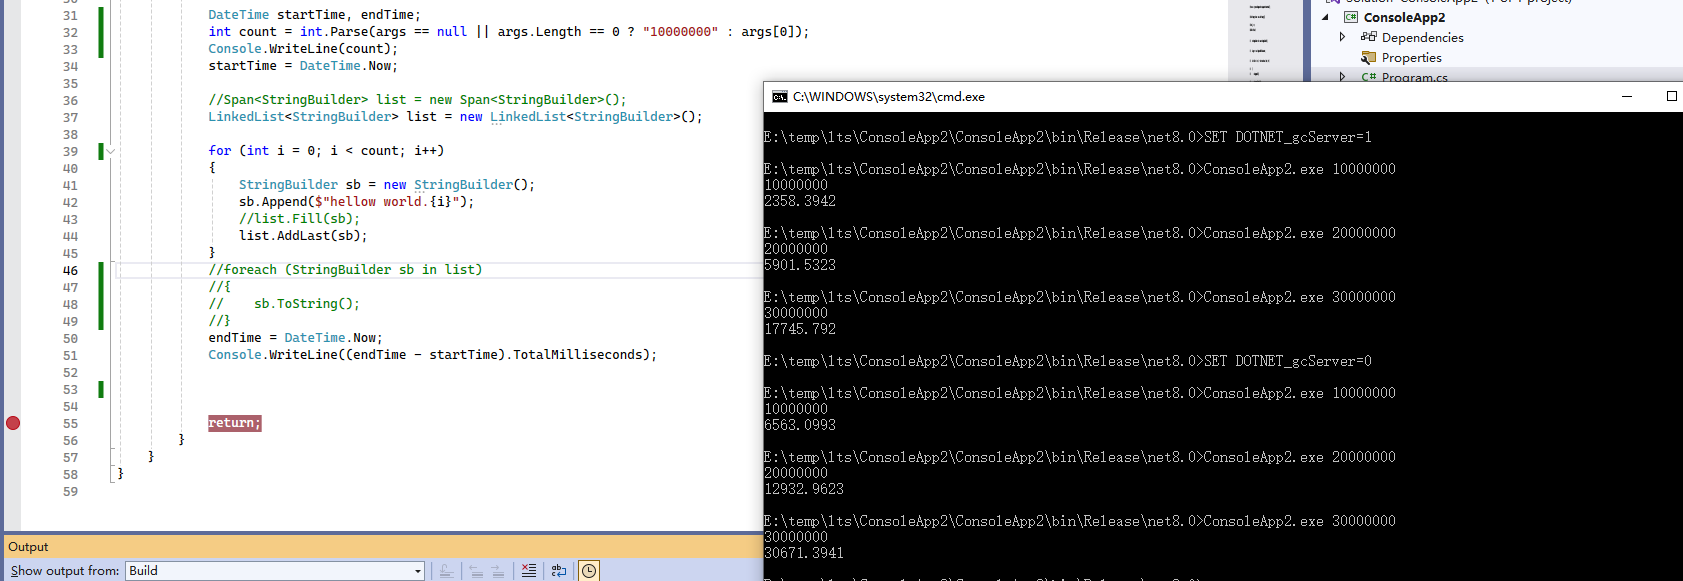 31 DateTime startTime, endTime;
32 int count = int.Parse(args == null || args.Length == 0 ? "10000000" : args[0]);
33 Console.WriteLine(count);
34 startTime = DateTime.Now;
35
36 //Span<StringBuilder> list = new Span<StringBuilder>();
37 LinkedList<StringBuilder> list = new LinkedList<StringBuilder>();
38
39 for (int i = 0; i < count; i++)
40 {
41 StringBuilder sb = new StringBuilder();
42 sb.Append($"hellow world.{i}");
43 //list.Fill(sb);
44 list.AddLast(sb);
45 }
46 //foreach (StringBuilder sb in list)
47 //{
48 //    sb.ToString();
49 //}
50 endTime = DateTime.Now;
51 Console.WriteLine((endTime - startTime).TotalMilliseconds);
52
53
54
55 return;
56 }
57 }
58 }
59
Output
Show output from: Build
ConsoleApp2
Dependencies
Properties
C# Program.cs
C:\WINDOWS\system32\cmd.exe
E:\temp\lts\ConsoleApp2\ConsoleApp2\bin\Release\net8.0>SET DOTNET_gcServer=1
E:\temp\lts\ConsoleApp2\ConsoleApp2\bin\Release\net8.0>ConsoleApp2.exe 10000000
10000000
2358.3942
E:\temp\lts\ConsoleApp2\ConsoleApp2\bin\Release\net8.0>ConsoleApp2.exe 20000000
20000000
5901.5323
E:\temp\lts\ConsoleApp2\ConsoleApp2\bin\Release\net8.0>ConsoleApp2.exe 30000000
30000000
17745.792
E:\temp\lts\ConsoleApp2\ConsoleApp2\bin\Release\net8.0>SET DOTNET_gcServer=0
E:\temp\lts\ConsoleApp2\ConsoleApp2\bin\Release\net8.0>ConsoleApp2.exe 10000000
10000000
6563.0993
E:\temp\lts\ConsoleApp2\ConsoleApp2\bin\Release\net8.0>ConsoleApp2.exe 20000000
20000000
12932.9623
E:\temp\lts\ConsoleApp2\ConsoleApp2\bin\Release\net8.0>ConsoleApp2.exe 30000000
30000000
30671.3941